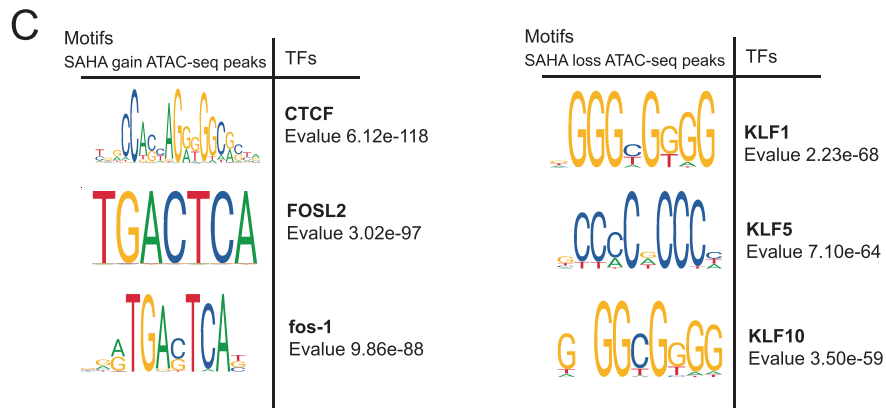 C
Motifs
SAHA gain ATAC-seq peaks
TFs
CTCF
Evalue 6.12e-118
TGACTCA
FOSL2
Evalue 3.02e-97
fos-1
Evalue 9.86e-88
Motifs
SAHA loss ATAC-seq peaks
TFs
KLF1
Evalue 2.23e-68
KLF5
Evalue 7.10e-64
KLF10
Evalue 3.50e-59